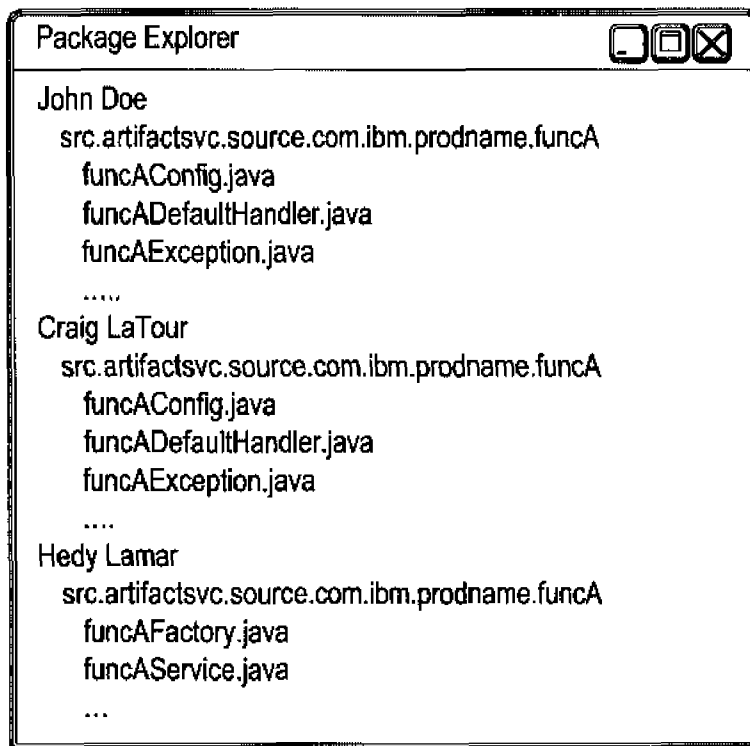 Package Explorer
John Doe
src.artifactsvc.source.com.ibm.prodname.funcA
funcAConfig.java
funcADefaultHandler.java
funcAException.java
.....
Craig LaTour
src.artifactsvc.source.com.ibm.prodname.funcA
funcAConfig.java
funcADefaultHandler.java
funcAException.java
....
Hedy Lamar
src.artifactsvc.source.com.ibm.prodname.funcA
funcAFactory.java
funcAService.java
...